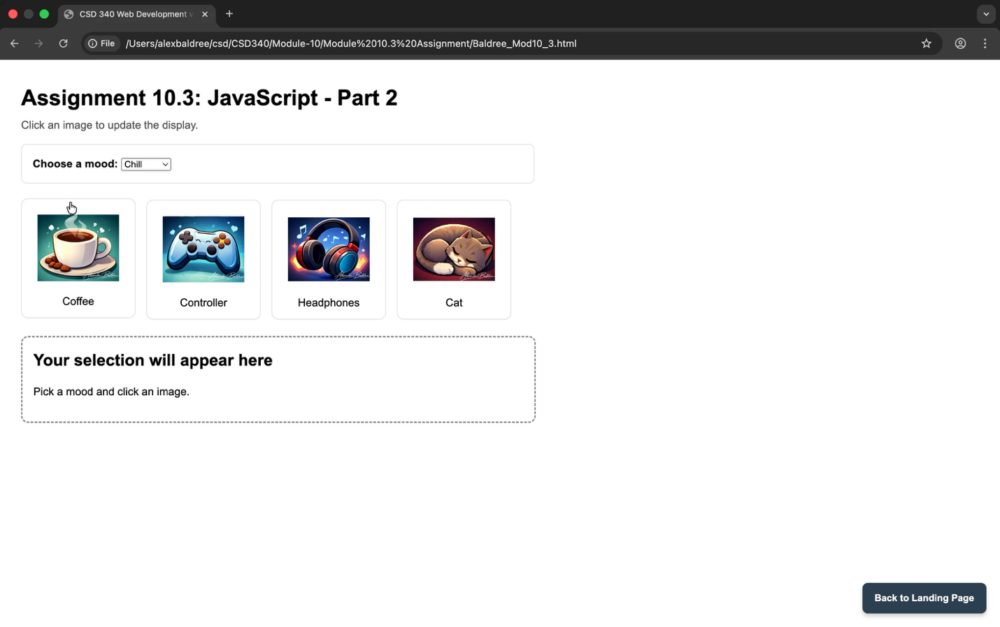 CSD 340 Web Development
File /Users/alexbaldree/csd/CSD340/Module-10/Module%2010.3%20Assignment/Baldree_Mod10_3.html
Assignment 10.3: JavaScript - Part 2
Click an image to update the display.
Choose a mood: Chill
Coffee
Controller
Headphones
Cat
Your selection will appear here
Pick a mood and click an image.
Back to Landing Page